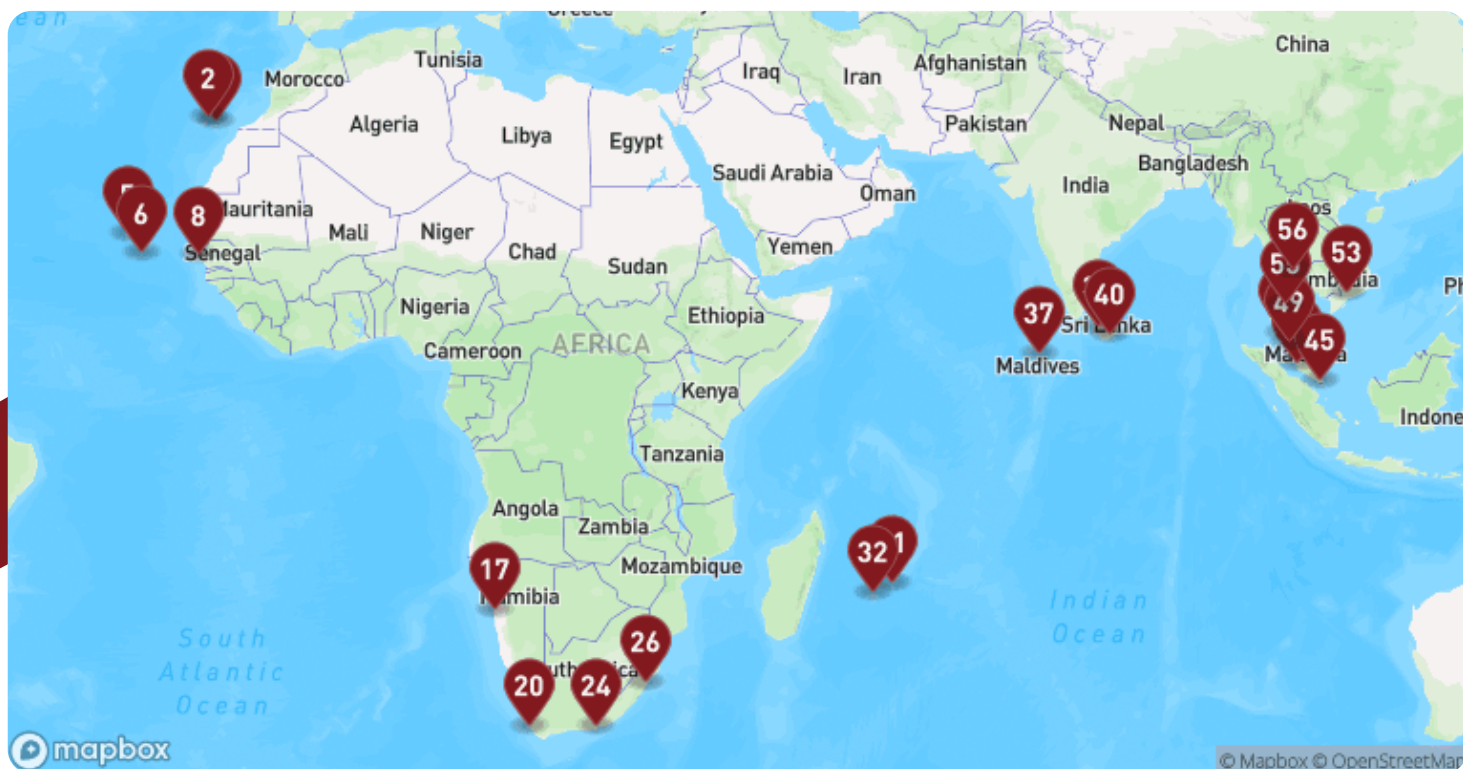 China
Tunisia
2
Morocco
Iraq
Iran
Afghanistan
Algeria
Libya
Egypt
Pakistan
Nepal
Bangladesh
Saudi Arabia
India
Oman
6
8
Mauritania
Mali
Niger
Chad
Senegal
Sudan
Yemen
56
53
Nigeria
Ethiopia
37
40
49
Sri Lanka
45
Cameroon
AFRICA
Maldives
Kenya
Tanzania
Angola
Zambia
32
17
Mozambique
Namibia
Indian
Ocean
South
Atlantic
Ocean
26
20
24
mapbox
© Mapbox © OpenStreetMap